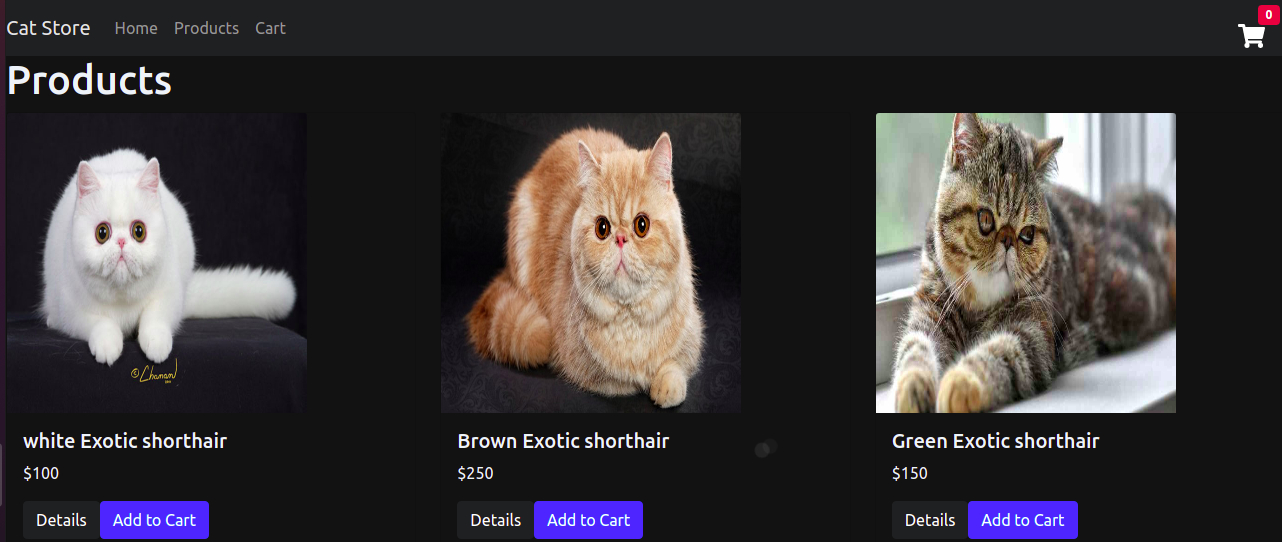 Cat Store Home Products Cart
0
Products
© Chanan
white Exotic shorthair
$100
Details Add to Cart
Brown Exotic shorthair
$250
Details Add to Cart
Green Exotic shorthair
$150
Details Add to Cart